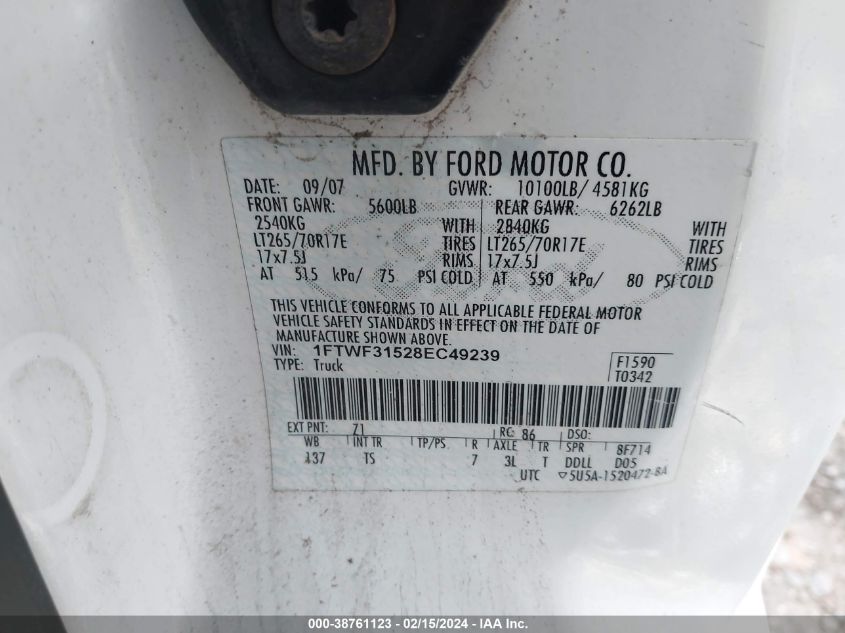 MFD. BY FORD MOTOR CO.
DATE: 09/07 GVWR: 10100LB/ 4581KG
FRONT GAWR: 5600LB REAR GAWR: 6262LB
2540KG WITH 2840KG WITH
LT265/70R17E TIRES LT265/70R17E TIRES
17x7.5J RIMS 17x7.5J RIMS
AT 515 kPa/ 75 PSI COLD AT 550 kPa/ 80 PSI COLD
THIS VEHICLE CONFORMS TO ALL APPLICABLE FEDERAL MOTOR
VEHICLE SAFETY STANDARDS IN EFFECT ON THE DATE OF
MANUFACTURE SHOWN ABOVE.
VIN: 1FTWF31528EC49239
TYPE: Truck
F1590
T0342
EXT PNT: Z1 RC: 86 DSO:
WB INT TR TP/PS. R AXLE TR SPR 8F714
137 TS 7 3L T DDLL D05
UTC ▽5U5A-1520472-BA
Ford
000-38761123 - 02/15/2024 - IAA Inc.